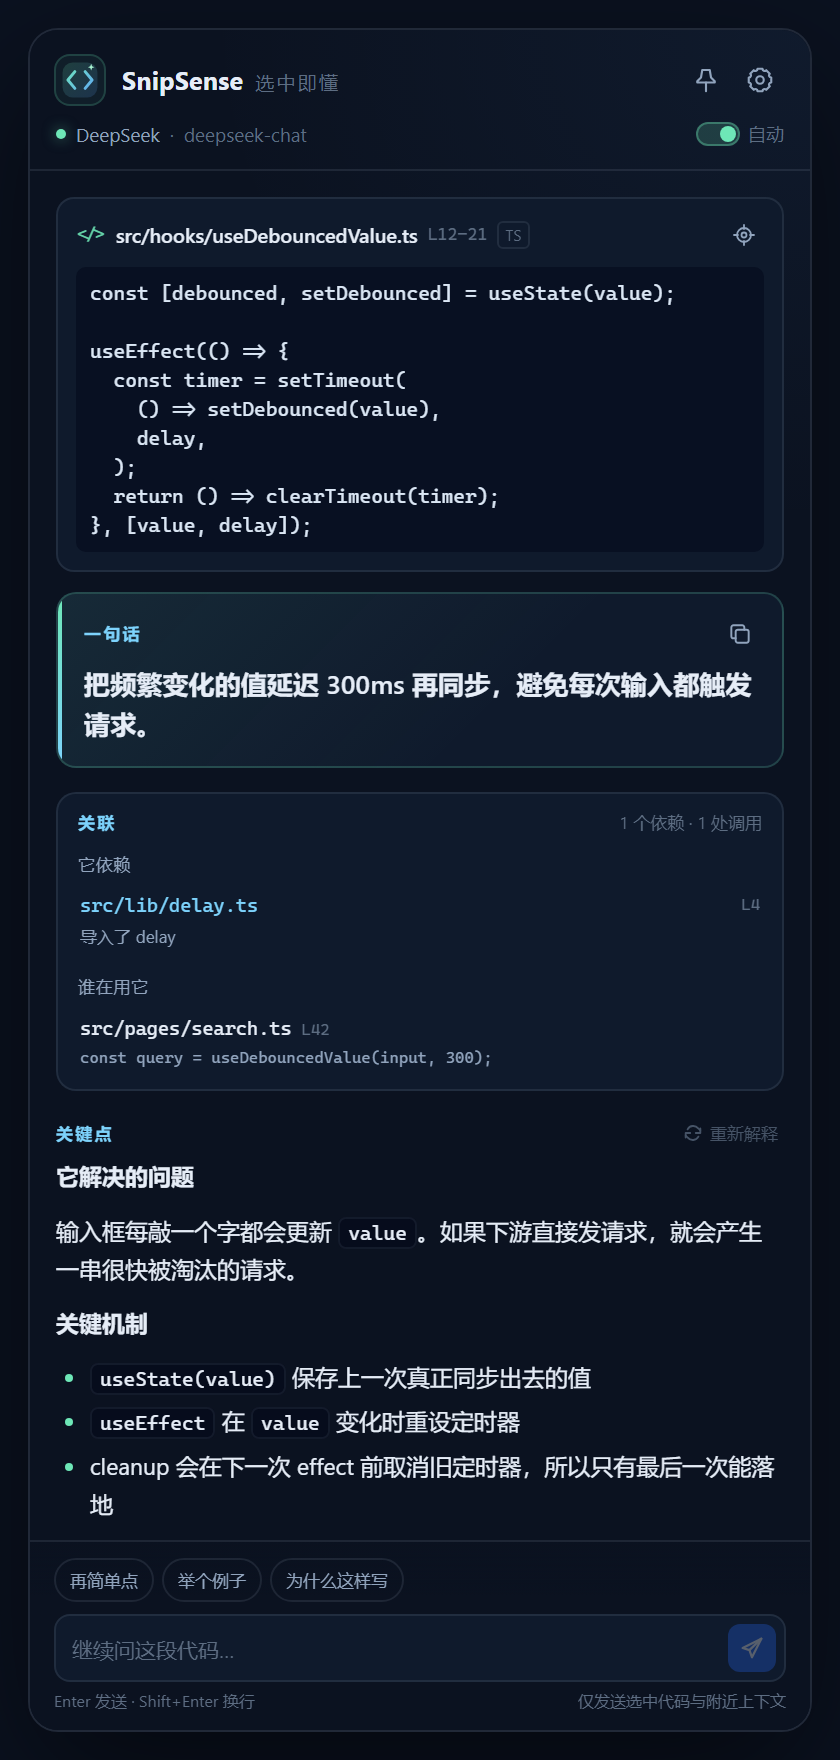 SnipSense 选中即懂
DeepSeek · deepseek-chat
自动
</> src/hooks/useDebouncedValue.ts L12–21 TS
const [debounced, setDebounced] = useState(value);
useEffect(() => {
  const timer = setTimeout(
    () => setDebounced(value),
    delay,
  );
  return () => clearTimeout(timer);
}, [value, delay]);
一句话
把频繁变化的值延迟 300ms 再同步，避免每次输入都触发
请求。
关联 1 个依赖 · 1 处调用
它依赖
src/lib/delay.ts L4
导入了 delay
谁在用它
src/pages/search.ts L42
const query = useDebouncedValue(input, 300);
关键点 重新解释
它解决的问题
输入框每敲一个字都会更新 value 。如果下游直接发请求，就会产生
一串很快被淘汰的请求。
关键机制
• useState(value) 保存上一次真正同步出去的值
• useEffect 在 value 变化时重设定时器
• cleanup 会在下一次 effect 前取消旧定时器，所以只有最后一次能落
地
再简单点 举个例子 为什么这样写
继续问这段代码...
Enter 发送 · Shift+Enter 换行 仅发送选中代码与附近上下文